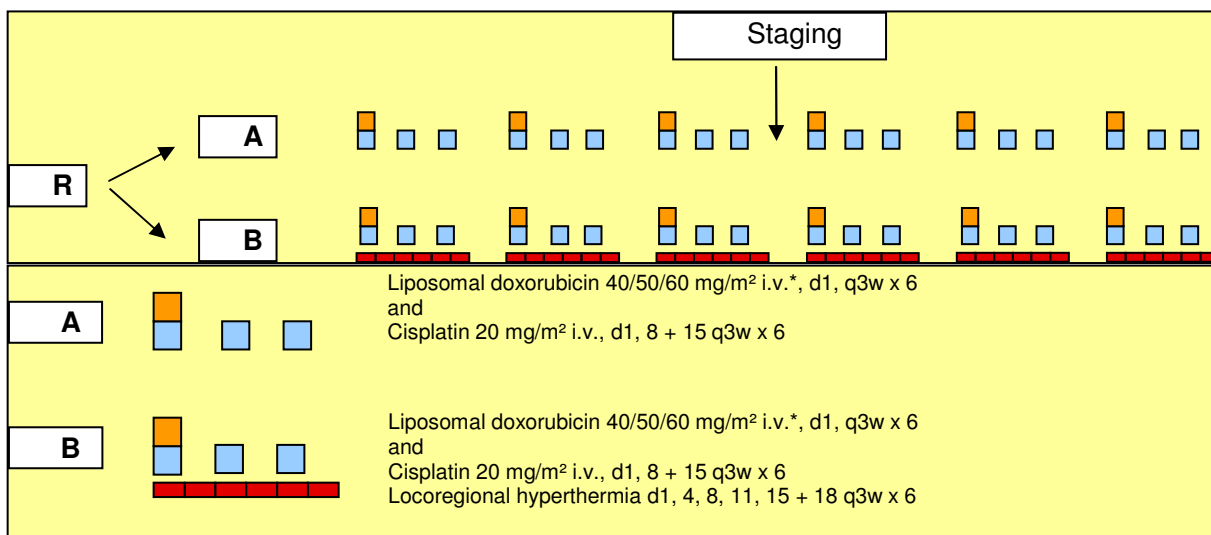 Staging
A
R
B
A
Liposomal doxorubicin 40/50/60 mg/m² i.v.*, d1, q3w x 6
and
Cisplatin 20 mg/m² i.v., d1, 8 + 15 q3w x 6
B
Liposomal doxorubicin 40/50/60 mg/m² i.v.*, d1, q3w x 6
and
Cisplatin 20 mg/m² i.v., d1, 8 + 15 q3w x 6
Locoregional hyperthermia d1, 4, 8, 11, 15 + 18 q3w x 6